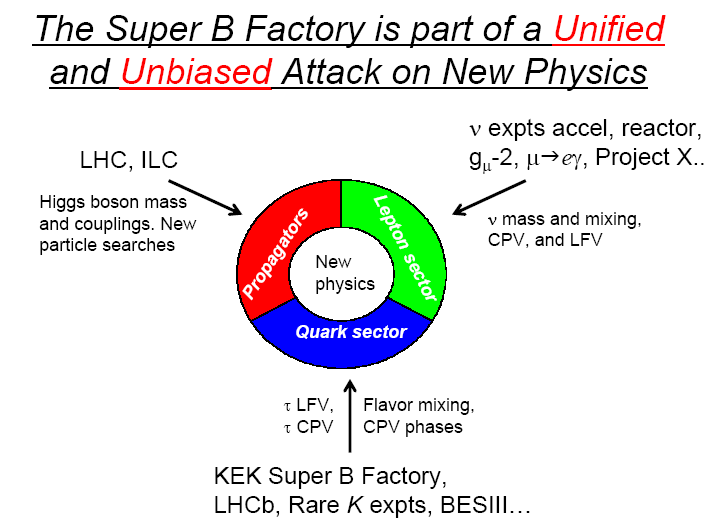 The Super B Factory is part of a Unified
and Unbiased Attack on New Physics
LHC, ILC
Higgs boson mass
and couplings. New
particle searches
ν expts accel, reactor,
gμ-2, μ→eγ, Project X..
ν mass and mixing,
CPV, and LFV
Propagators
Lepton sector
New
physics
Quark sector
τ LFV,
τ CPV
Flavor mixing,
CPV phases
KEK Super B Factory,
LHCb, Rare K expts, BESIII…